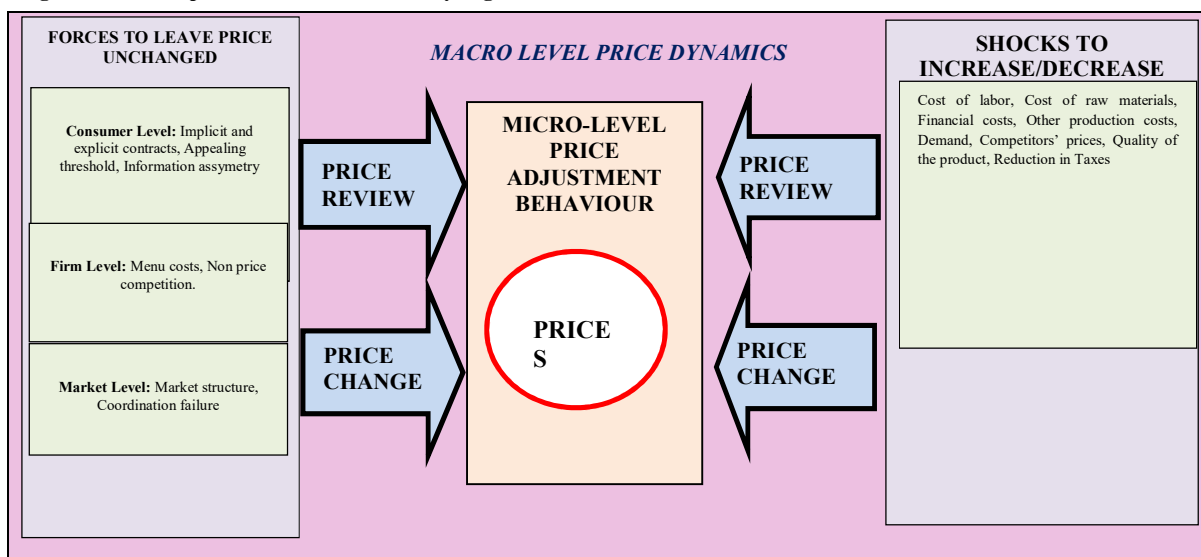 FORCES TO LEAVE PRICE
UNCHANGED
Consumer Level: Implicit and
explicit contracts, Appealing
threshold, Information assymetry
Firm Level: Menu costs, Non price
competition.
Market Level: Market structure,
Coordination failure
MACRO LEVEL PRICE DYNAMICS
PRICE
REVIEW
PRICE
CHANGE
MICRO-LEVEL
PRICE
ADJUSTMENT
BEHAVIOUR
PRICE
S
PRICE
REVIEW
PRICE
CHANGE
SHOCKS TO
INCREASE/DECREASE
Cost of labor, Cost of raw materials,
Financial costs, Other production costs,
Demand, Competitors’ prices, Quality of
the product, Reduction in Taxes